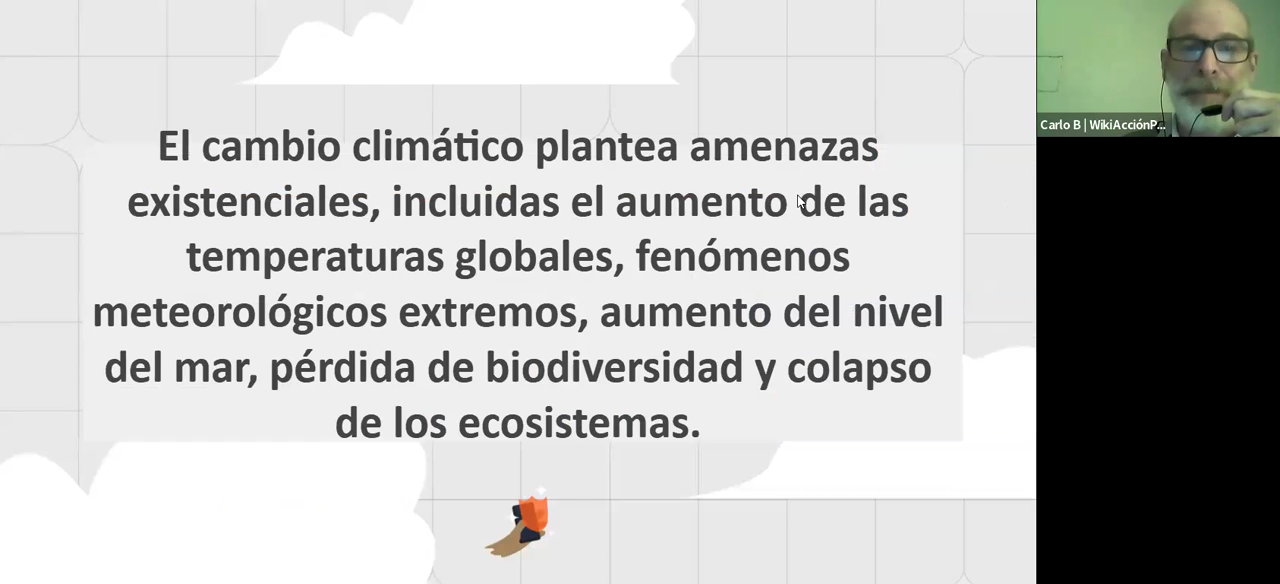 El cambio climático plantea amenazas
existenciales, incluidas el aumento de las
temperaturas globales, fenómenos
meteorológicos extremos, aumento del nivel
del mar, pérdida de biodiversidad y colapso
de los ecosistemas.
Carlo B | WikiAcciónP...